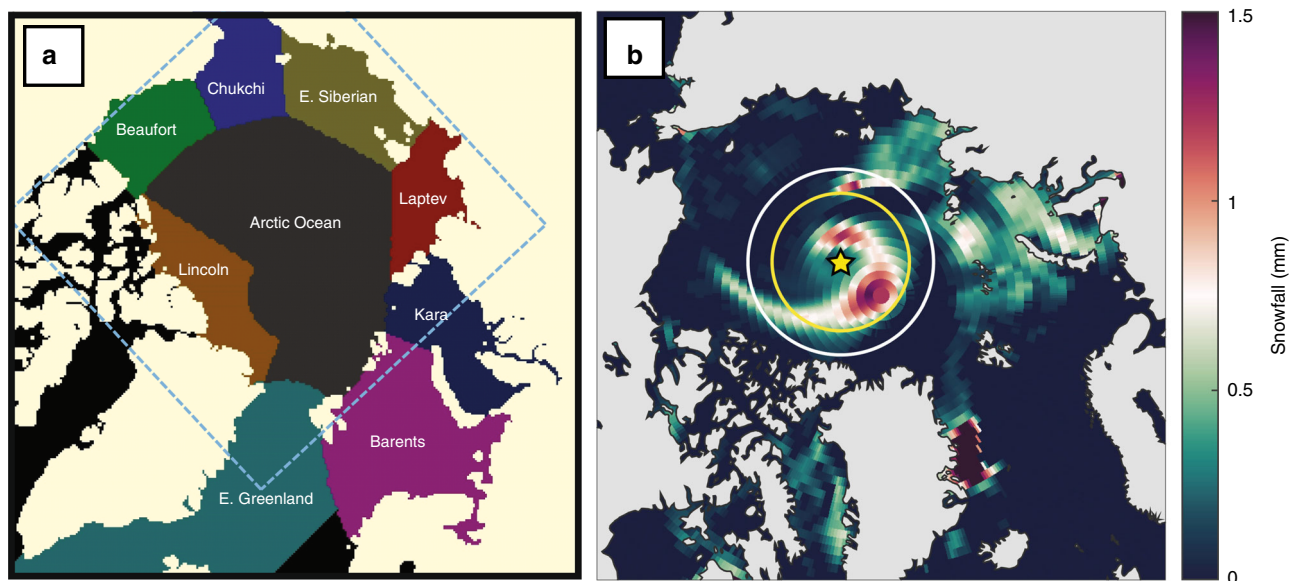 a
Chukchi
E. Siberian
Beaufort
Laptev
Arctic Ocean
Lincoln
Kara
Barents
E. Greenland
b
1.5
1
0.5
0
Snowfall (mm)